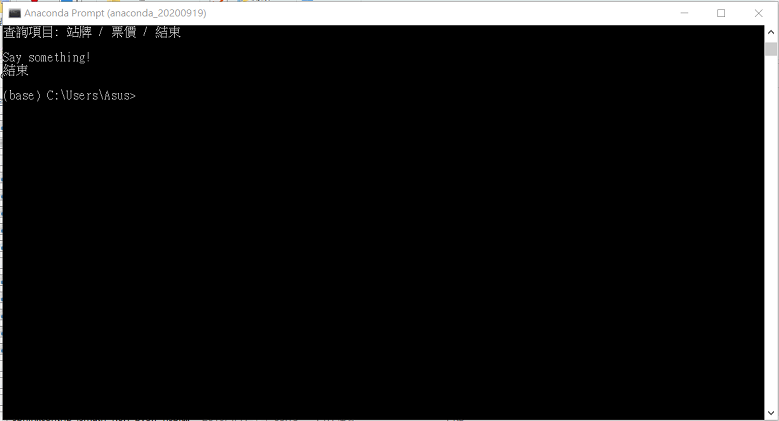 Anaconda Prompt (anaconda_20200919)
查詢項目: 站牌 / 票價 / 結束
Say something!
結束
(base) C:\Users\Asus>